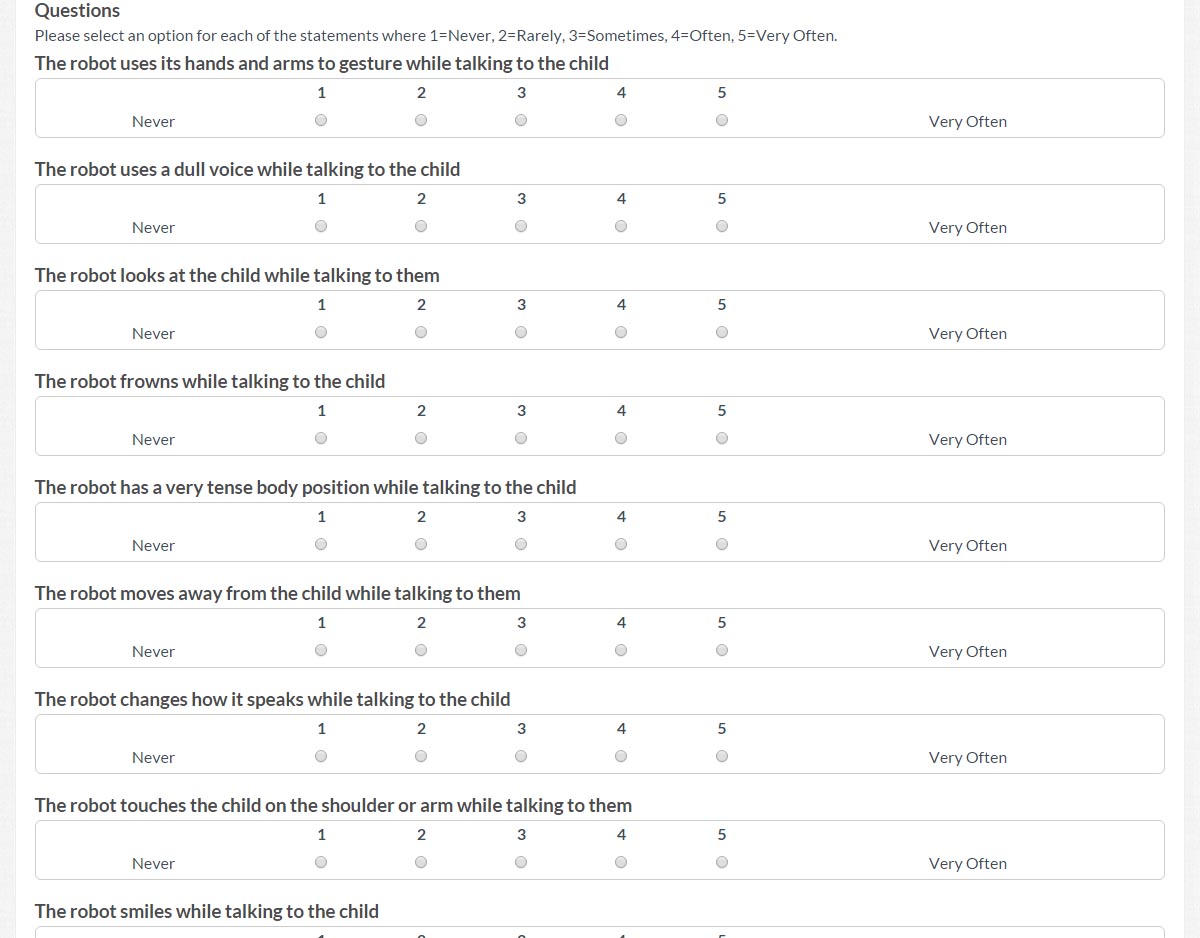 Questions
Please select an option for each of the statements where 1=Never, 2=Rarely, 3=Sometimes, 4=Often, 5=Very Often.
The robot uses its hands and arms to gesture while talking to the child
1 2 3 4 5
Never Very Often
The robot uses a dull voice while talking to the child
1 2 3 4 5
Never Very Often
The robot looks at the child while talking to them
1 2 3 4 5
Never Very Often
The robot frowns while talking to the child
1 2 3 4 5
Never Very Often
The robot has a very tense body position while talking to the child
1 2 3 4 5
Never Very Often
The robot moves away from the child while talking to them
1 2 3 4 5
Never Very Often
The robot changes how it speaks while talking to the child
1 2 3 4 5
Never Very Often
The robot touches the child on the shoulder or arm while talking to them
1 2 3 4 5
Never Very Often
The robot smiles while talking to the child